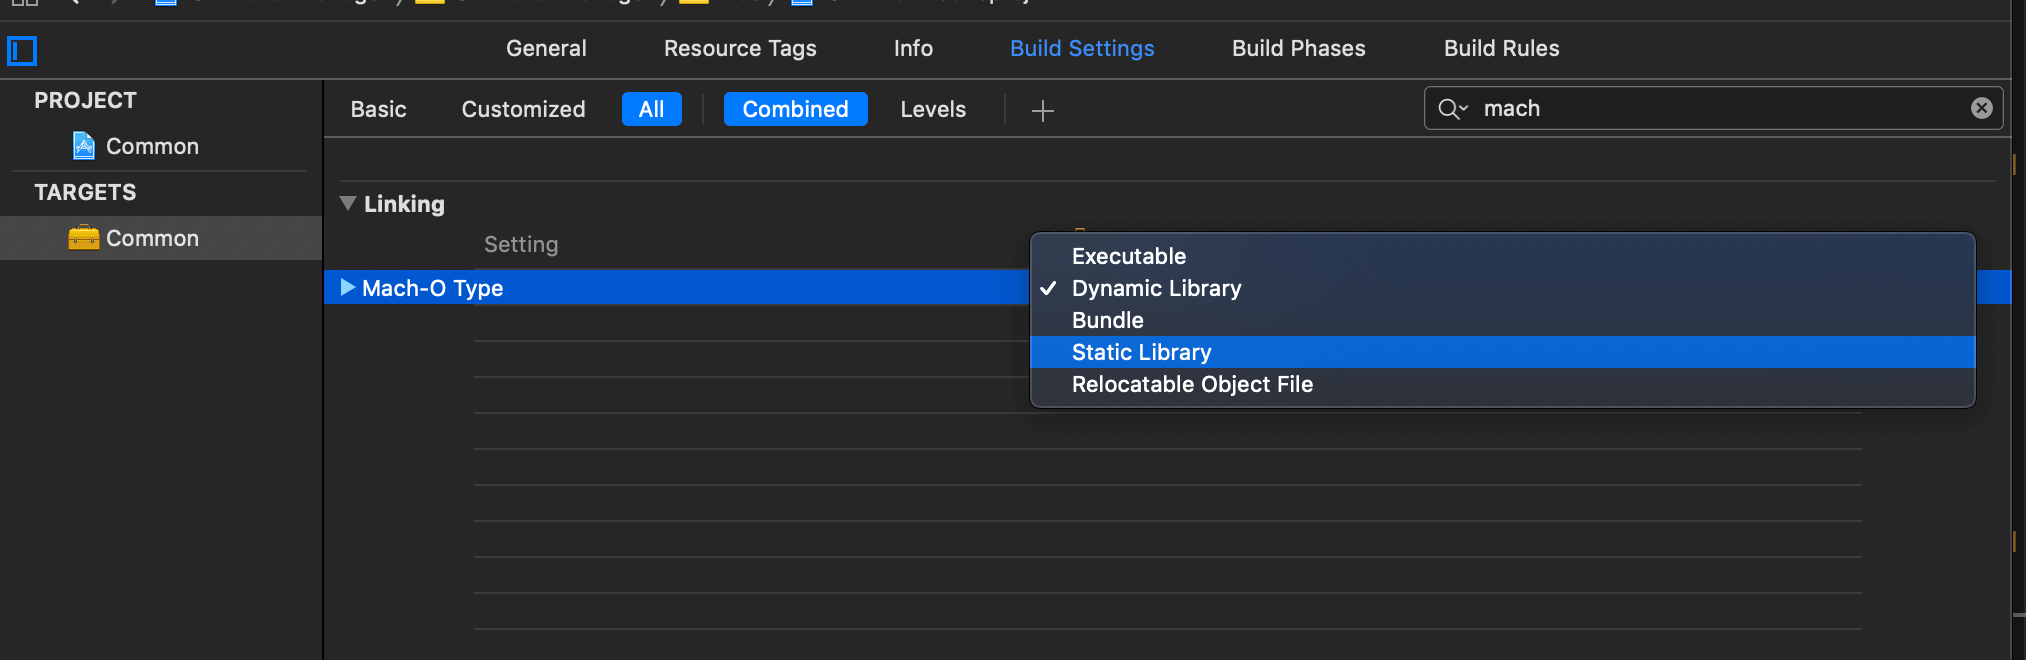 General Resource Tags Info Build Settings Build Phases Build Rules
PROJECT
Common
TARGETS
Common
Basic Customized All Combined Levels
mach
Linking
Setting
Mach-O Type
Executable
Dynamic Library
Bundle
Static Library
Relocatable Object File